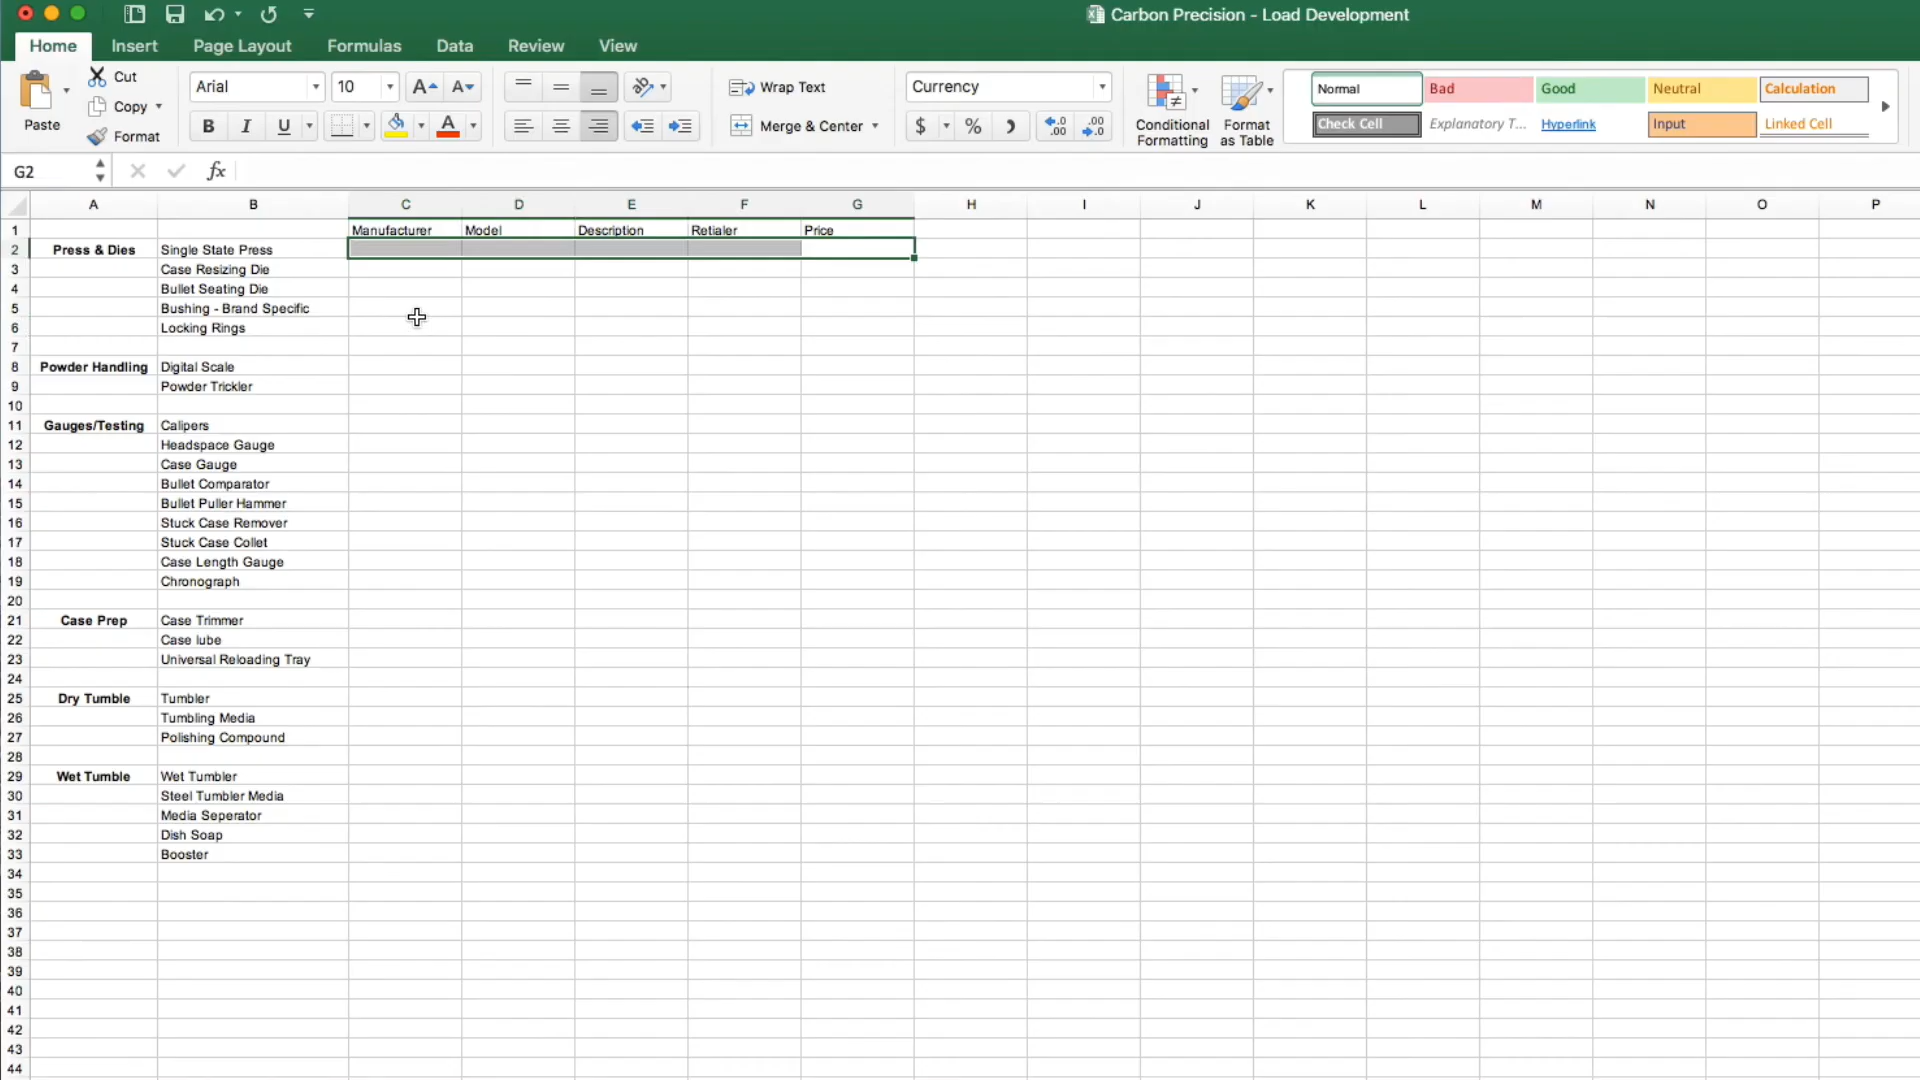 Carbon Precision - Load Development
Home Insert Page Layout Formulas Data Review View
Paste
Cut
Copy
Format
Arial 10
A A
B I U A
Wrap Text
Merge & Center
Currency
$ % .0 .00 .00 .0
Conditional Formatting
Format as Table
Normal Bad Good Neutral Calculation
Check Cell Explanatory T... Hyperlink Input Linked Cell
G2 fx
A B C D E F G H I J K L M N O P
1 Manufacturer Model Description Retialer Price
2 Press & Dies Single State Press
3 Case Resizing Die
4 Bullet Seating Die
5 Bushing - Brand Specific
6 Locking Rings
7
8 Powder Handling Digital Scale
9 Powder Trickler
10
11 Gauges/Testing Calipers
12 Headspace Gauge
13 Case Gauge
14 Bullet Comparator
15 Bullet Puller Hammer
16 Stuck Case Remover
17 Stuck Case Collet
18 Case Length Gauge
19 Chronograph
20
21 Case Prep Case Trimmer
22 Case lube
23 Universal Reloading Tray
24
25 Dry Tumble Tumbler
26 Tumbling Media
27 Polishing Compound
28
29 Wet Tumble Wet Tumbler
30 Steel Tumbler Media
31 Media Seperator
32 Dish Soap
33 Booster
34
35
36
37
38
39
40
41
42
43
44